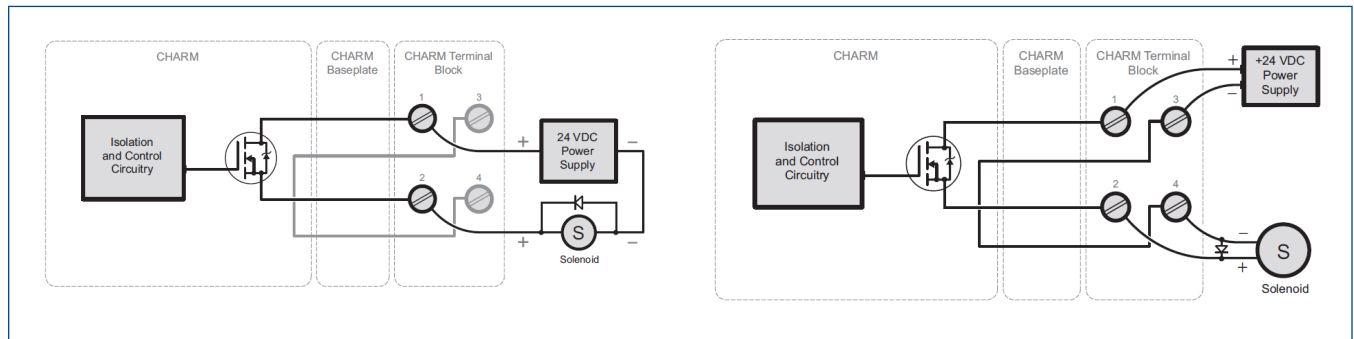 CHARM
CHARM
Baseplate
CHARM Terminal
Block
Isolation
and Control
Circuitry
1
3
2
4
+
24 VDC
Power
Supply
−
+
S
−
Solenoid
CHARM
CHARM
Baseplate
CHARM Terminal
Block
Isolation
and Control
Circuitry
1
3
2
4
+
−
+24 VDC
Power
Supply
−
+
S
Solenoid